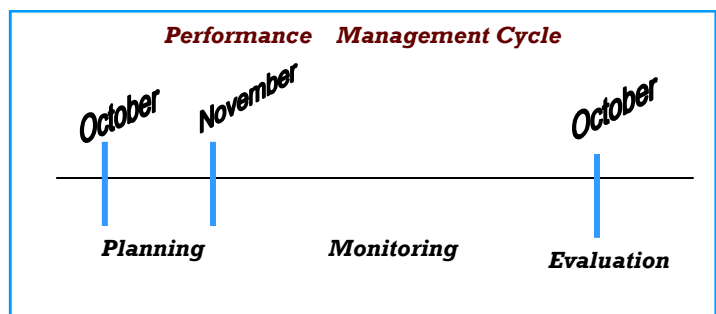 Performance Management Cycle
October
November
October
Planning
Monitoring
Evaluation